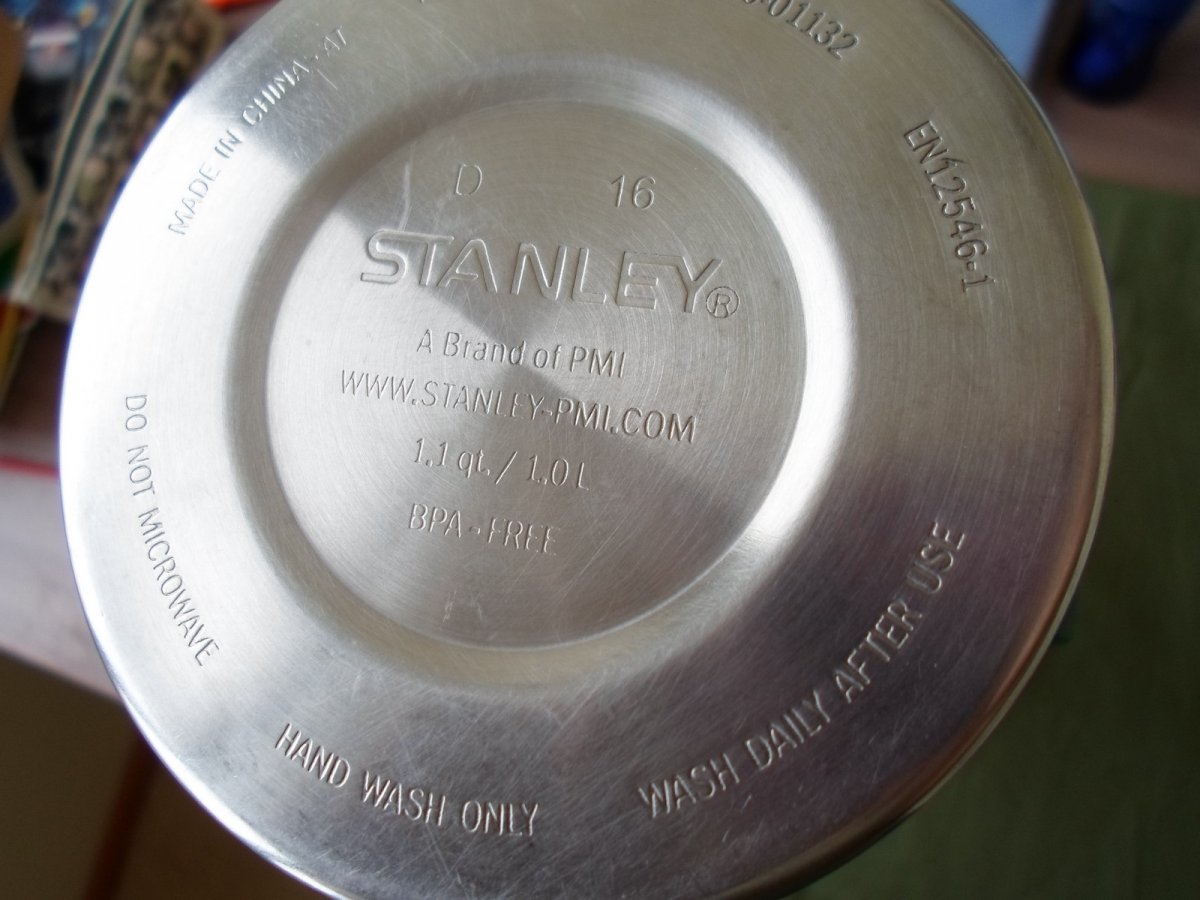 D 16
STANLEY®
A Brand of PMI
WWW.STANLEY-PMI.COM
1.1 qt. / 1.0 L
BPA-FREE
MADE IN CHINA
01132
EN12546-1
WASH DAILY AFTER USE
HAND WASH ONLY
DO NOT MICROWAVE